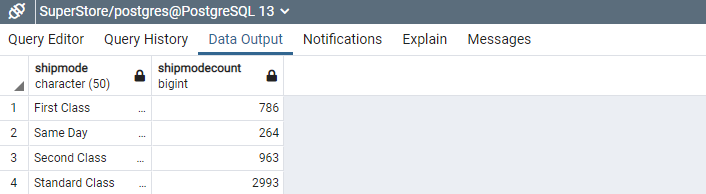 SuperStore/postgres@PostgreSQL 13
Query Editor Query History Data Output Notifications Explain Messages
shipmode shipmodecount
character (50) bigint
1 First Class ... 786
2 Same Day ... 264
3 Second Class ... 963
4 Standard Class ... 2993